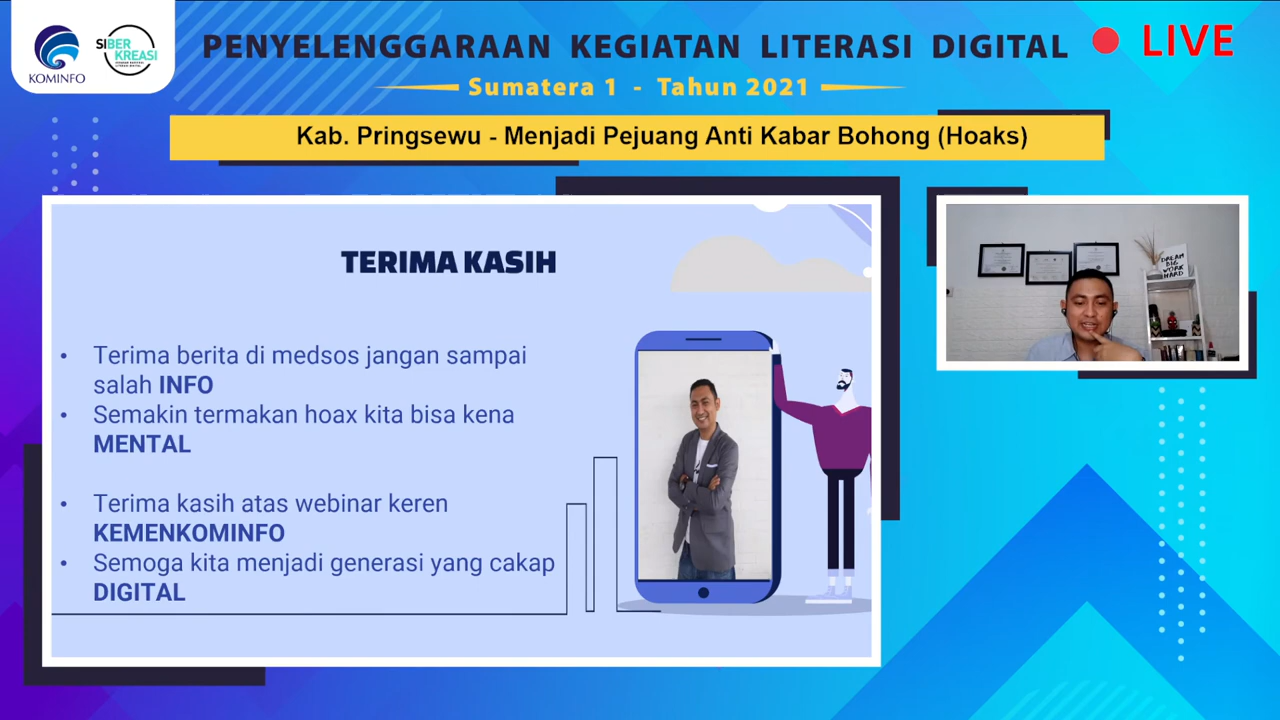 KOMINFO
SIBER
KREASI
PENYELENGGARAAN KEGIATAN LITERASI DIGITAL
LIVE
Sumatera 1 - Tahun 2021
Kab. Pringsewu - Menjadi Pejuang Anti Kabar Bohong (Hoaks)
TERIMA KASIH
• Terima berita di medsos jangan sampai
salah INFO
• Semakin termakan hoax kita bisa kena
MENTAL
• Terima kasih atas webinar keren
KEMENKOMINFO
• Semoga kita menjadi generasi yang cakap
DIGITAL
DREAM
BIG
WORK
HARD